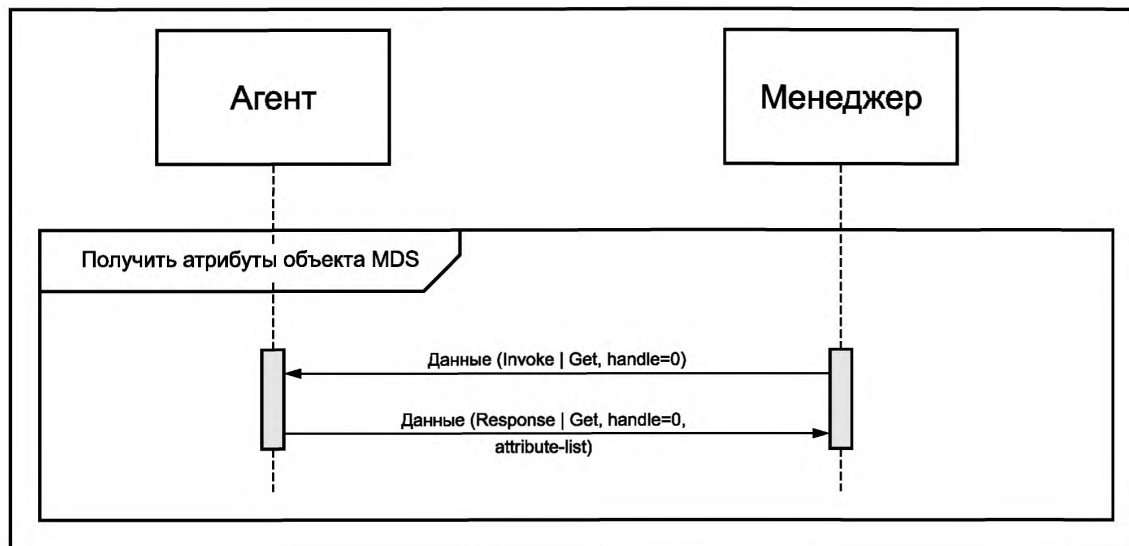 Агент
Менеджер
Получить атрибуты объекта MDS
Данные (Invoke | Get, handle=0)
Данные (Response | Get, handle=0,
attribute-list)